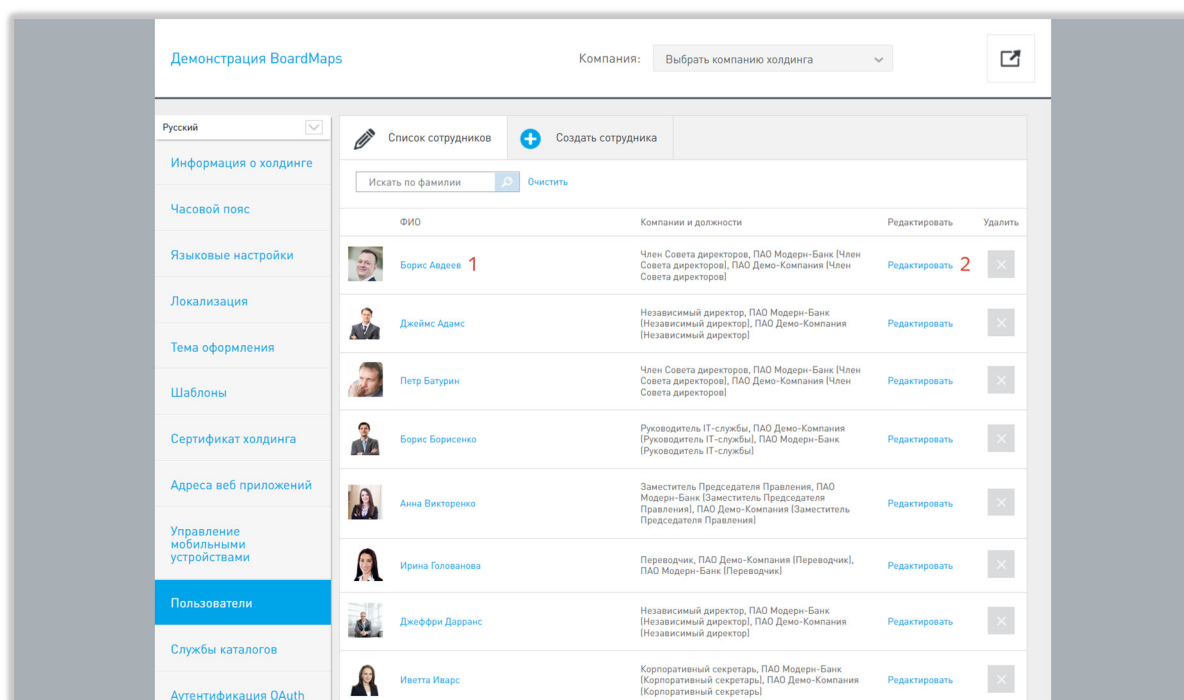 Демонстрация BoardMaps
Компания:
Выбрать компанию холдинга
Русский
Информация о холдинге
Часовой пояс
Языковые настройки
Локализация
Тема оформления
Шаблоны
Сертификат холдинга
Адреса веб приложений
Управление
мобильными
устройствами
Пользователи
Службы каталогов
Аутентификация OAuth
Список сотрудников
Создать сотрудника
Искать по фамилии
Очистить
ФИО
Компании и должности
Редактировать
Удалить
Борис Авдеев 1
Член Совета директоров, ПАО Модерн-Банк (Член
Совета директоров), ПАО Демо-Компания (Член
Совета директоров)
Редактировать 2
Джеймс Адамс
Независимый директор, ПАО Модерн-Банк
(Независимый директор), ПАО Демо-Компания
(Независимый директор)
Редактировать
Петр Батурин
Член Совета директоров, ПАО Модерн-Банк (Член
Совета директоров), ПАО Демо-Компания (Член
Совета директоров)
Редактировать
Борис Борисенко
Руководитель IT-службы, ПАО Демо-Компания
(Руководитель IT-службы), ПАО Модерн-Банк
(Руководитель IT-службы)
Редактировать
Анна Викторенко
Заместитель Председателя Правления, ПАО
Модерн-Банк (Заместитель Председателя
Правления), ПАО Демо-Компания (Заместитель
Председателя Правления)
Редактировать
Ирина Голованова
Переводчик, ПАО Демо-Компания (Переводчик),
ПАО Модерн-Банк (Переводчик)
Редактировать
Джеффри Дарранс
Независимый директор, ПАО Модерн-Банк
(Независимый директор), ПАО Демо-Компания
(Независимый директор)
Редактировать
Иветта Иварс
Корпоративный секретарь, ПАО Модерн-Банк
(Корпоративный секретарь), ПАО Демо-Компания
(Корпоративный секретарь)
Редактировать